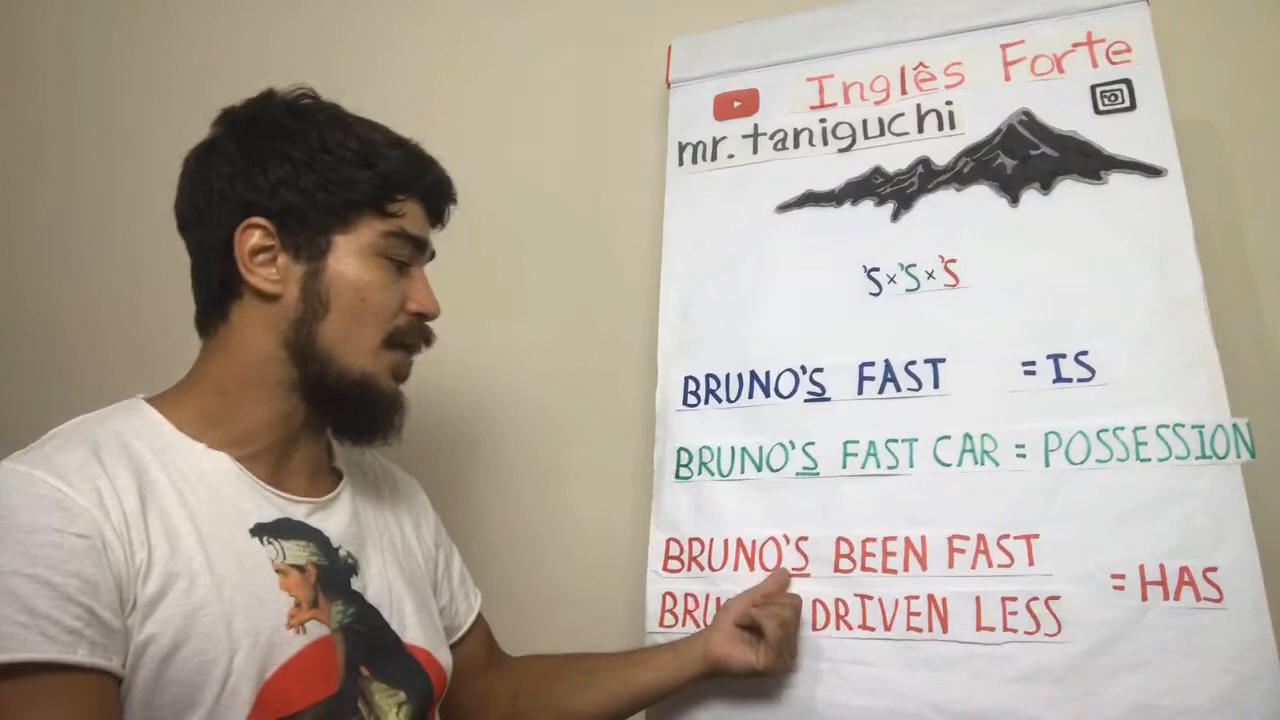 Inglês Forte
mr. taniguchi
'S × 'S × 'S
BRUNO'S FAST = IS
BRUNO'S FAST CAR = POSSESSION
BRUNO'S BEEN FAST
= HAS
DRIVEN LESS